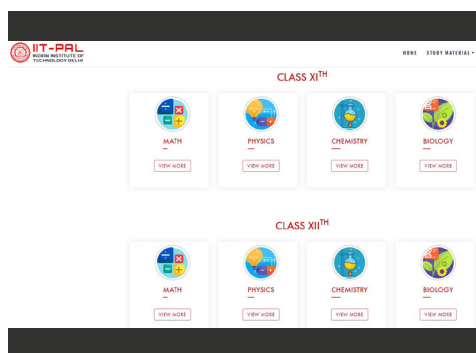 IIT-PAL
INDIAN INSTITUTE OF
TECHNOLOGY DELHI
HOME STUDY MATERIAL
CLASS XITH
MATH PHYSICS CHEMISTRY BIOLOGY
VIEW MORE VIEW MORE VIEW MORE VIEW MORE
CLASS XIITH
MATH PHYSICS CHEMISTRY BIOLOGY
VIEW MORE VIEW MORE VIEW MORE VIEW MORE